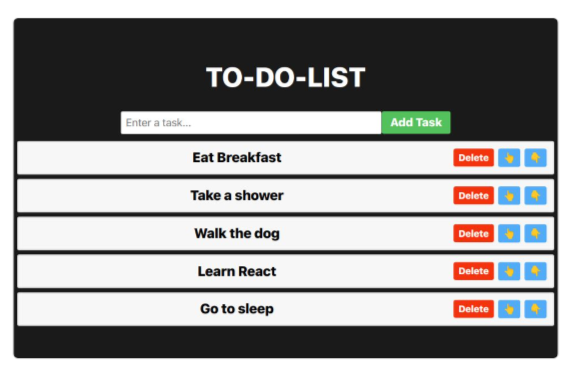 TO-DO-LIST
Enter a task... Add Task
Eat Breakfast Delete 👆 👇
Take a shower Delete 👆 👇
Walk the dog Delete 👆 👇
Learn React Delete 👆 👇
Go to sleep Delete 👆 👇